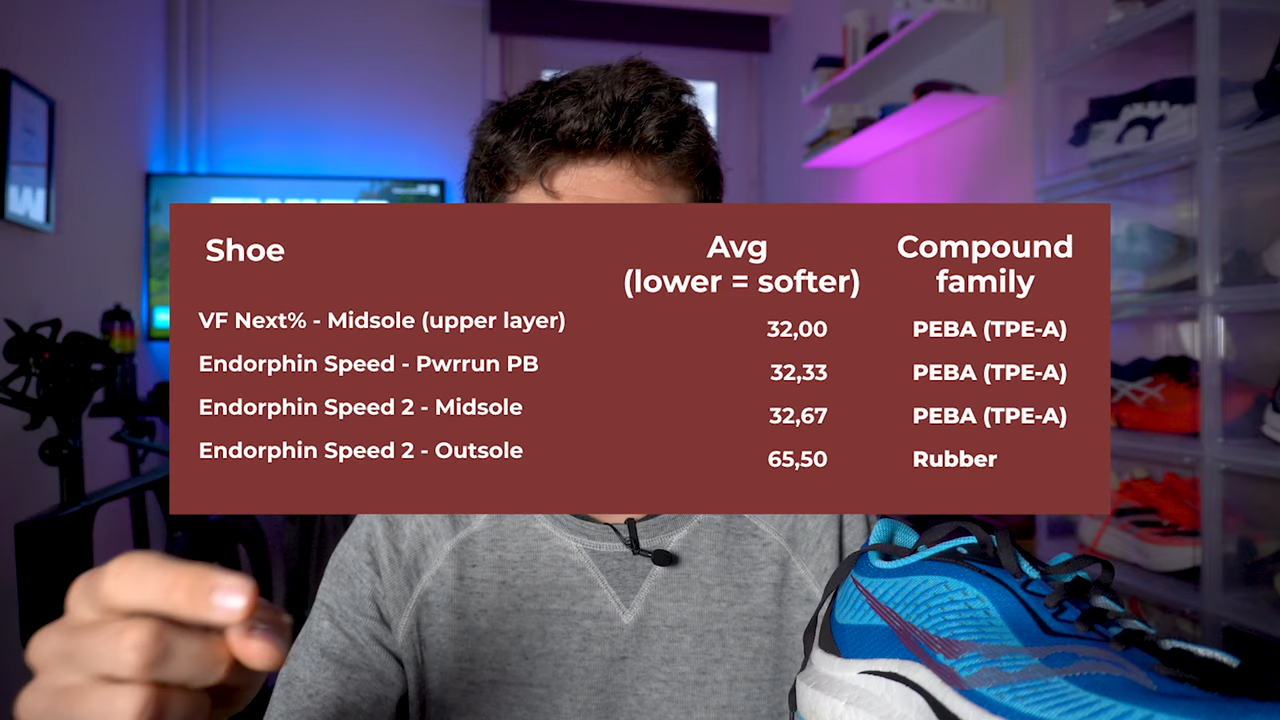 Shoe
Avg
(lower = softer)
Compound
family
VF Next% - Midsole (upper layer)
32,00
PEBA (TPE-A)
Endorphin Speed - Pwrrun PB
32,33
PEBA (TPE-A)
Endorphin Speed 2 - Midsole
32,67
PEBA (TPE-A)
Endorphin Speed 2 - Outsole
65,50
Rubber
W